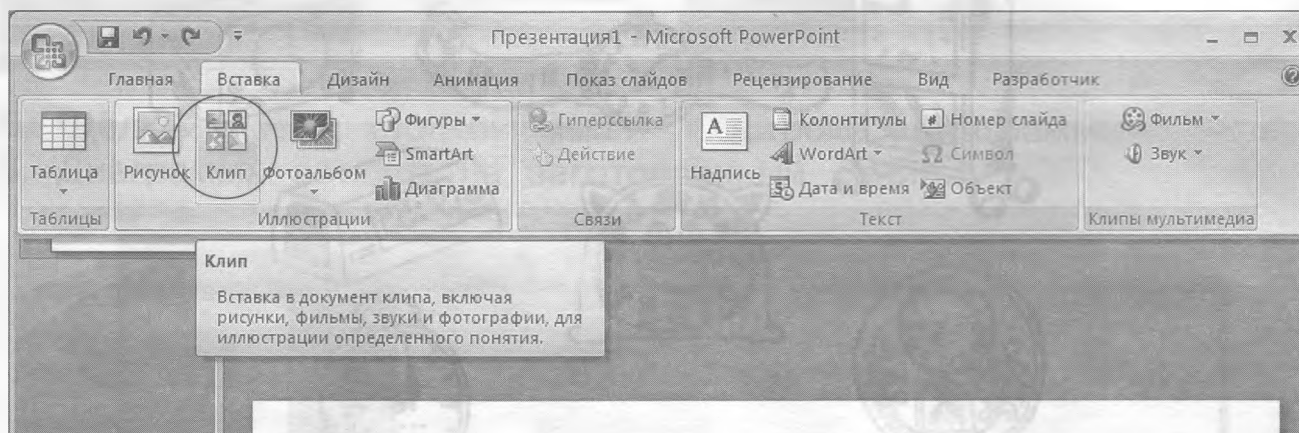 Презентация1 - Microsoft PowerPoint
Главная Вставка Дизайн Анимация Показ слайдов Рецензирование Вид Разработчик
Таблица
Рисунок
Клип
Фотоальбом
Фигуры
SmartArt
Диаграмма
Гиперссылка
Действие
A
Надпись
Колонтитулы
WordArt
Дата и время
# Номер слайда
Ω Символ
Объект
Фильм
Звук
Таблицы Иллюстрации Связи Текст Клипы мультимедиа
Клип
Вставка в документ клипа, включая
рисунки, фильмы, звуки и фотографии, для
иллюстрации определенного понятия.